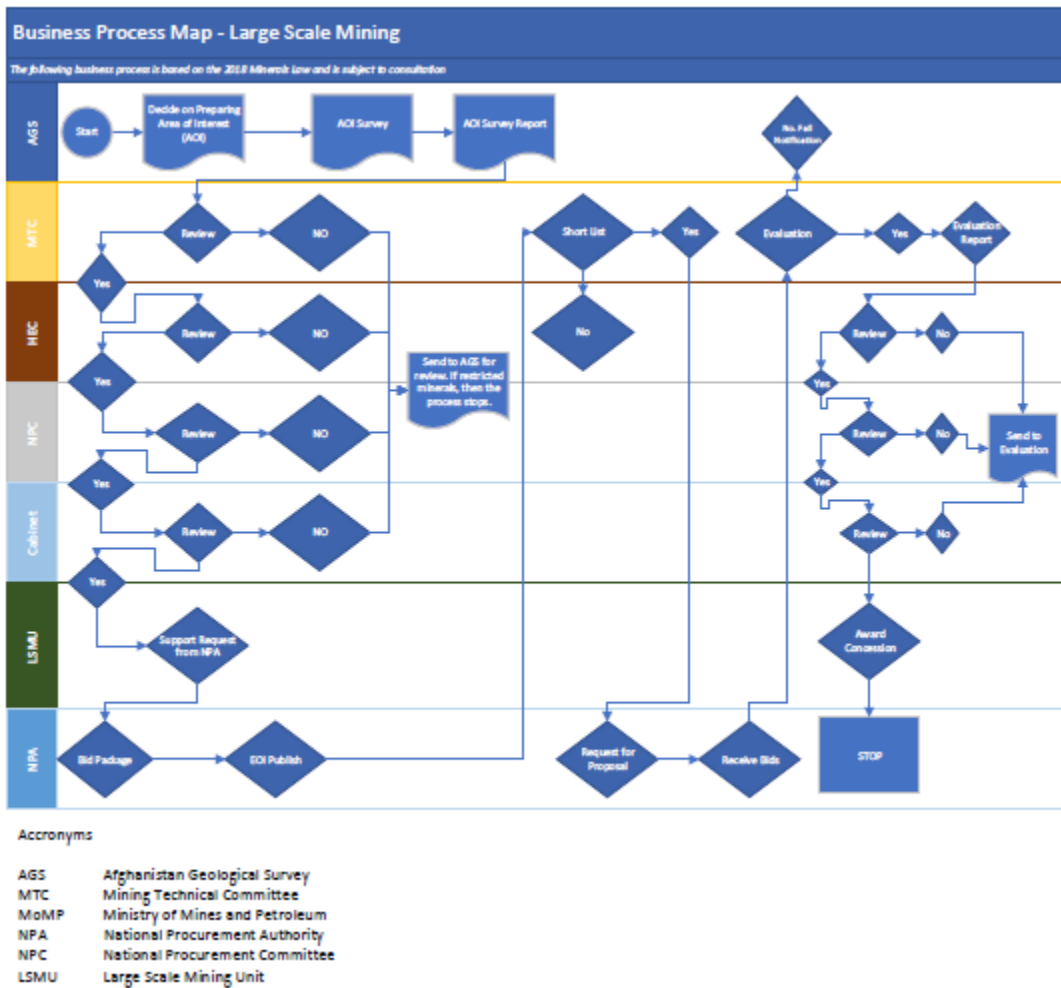 Business Process Map - Large Scale Mining
The following business process is based on the 2018 Minerals Law and is subject to consultation
AGS
Start
Decide on Preparing
Area of Interest
(AOI)
AOI Survey
AOI Survey Report
No. Fail
Notification
MTC
Review
NO
Short List
Yes
Evaluation
Yes
Evaluation
Report
Yes
HEC
Review
NO
No
Review
No
Yes
Send to AGS for
review. If restricted
minerals, then the
process stops.
Yes
NPC
Review
NO
Review
No
Send to
Evaluation
Yes
Yes
Cabinet
Review
NO
Review
No
Yes
LSMU
Support Request
from NPA
Award
Concession
NPA
Bid Package
EOI Publish
Request for
Proposal
Receive Bids
STOP
Accronyms
AGS Afghanistan Geological Survey
MTC Mining Technical Committee
MoMP Ministry of Mines and Petroleum
NPA National Procurement Authority
NPC National Procurement Committee
LSMU Large Scale Mining Unit